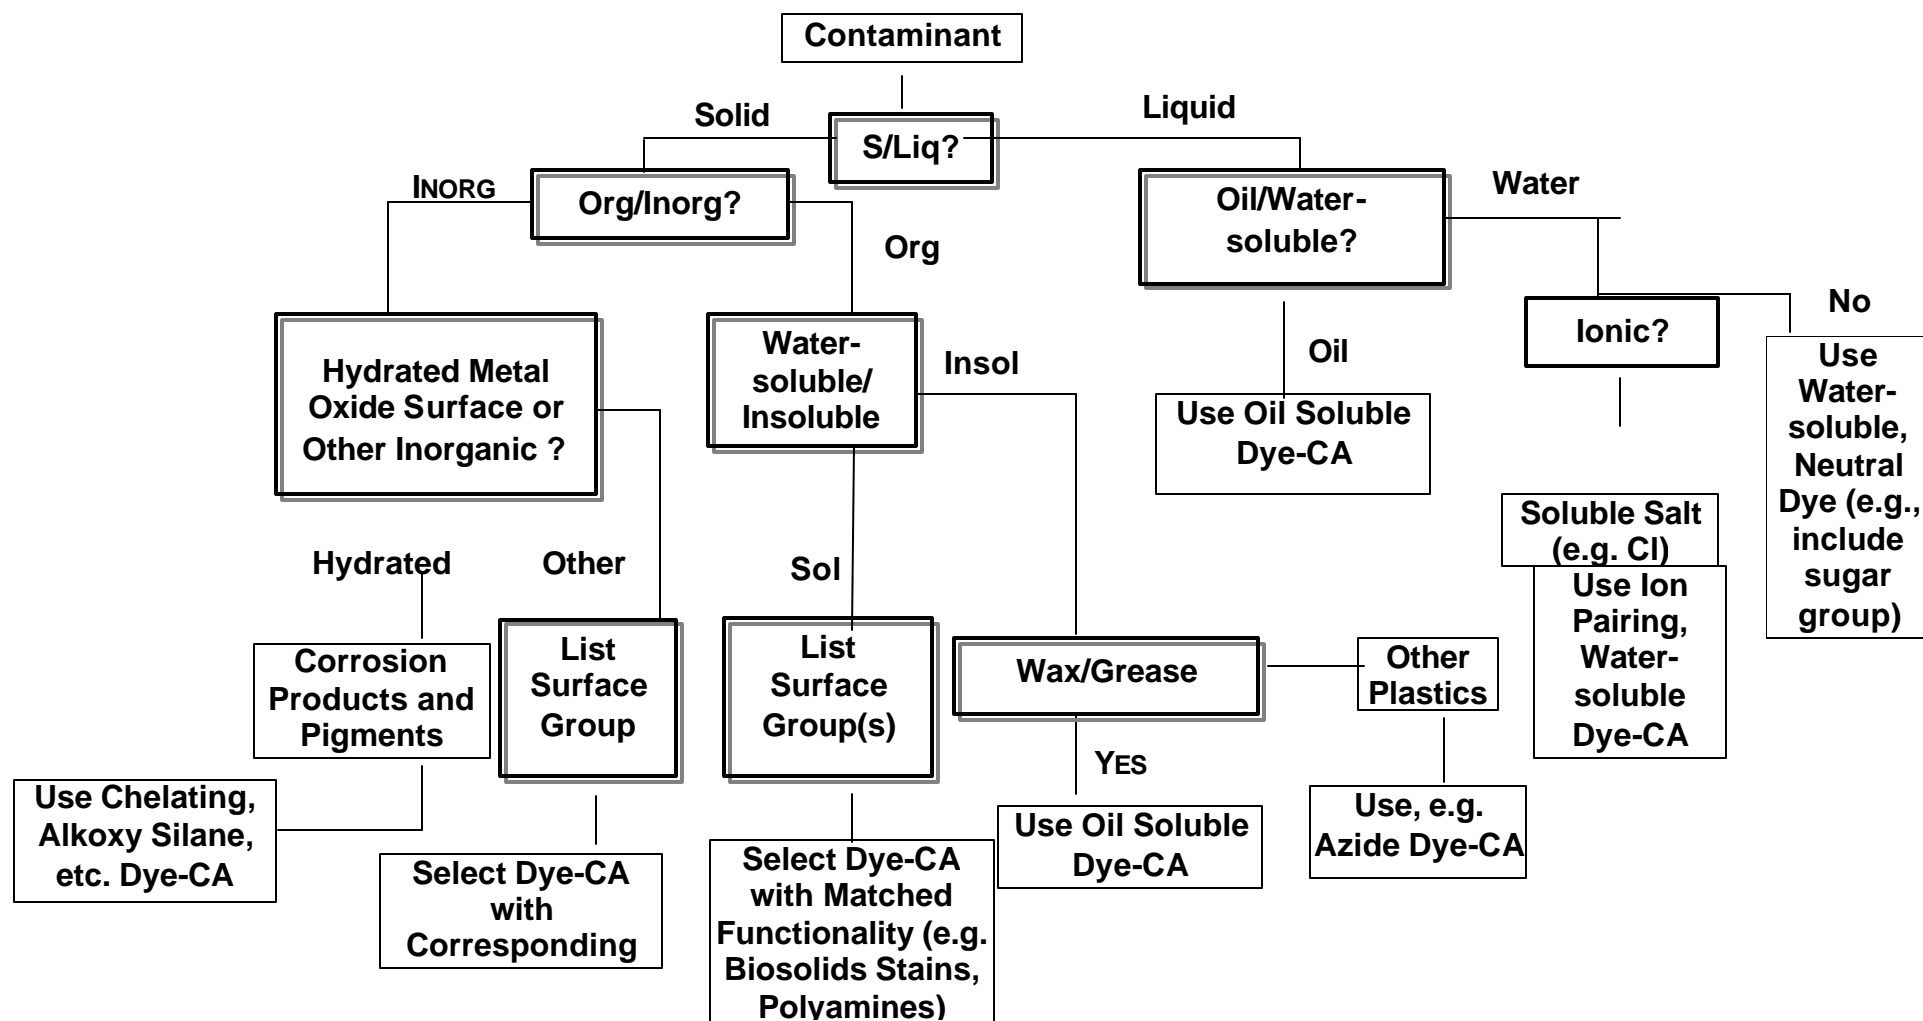 Contaminant
Solid
S/Liq?
Liquid
INORG
Org/Inorg?
Org
Oil/Water-
soluble?
Water
Hydrated Metal
Oxide Surface or
Other Inorganic ?
Water-
soluble/
Insoluble
Insol
Oil
Use Oil Soluble
Dye-CA
Ionic?
No
Use
Water-
soluble,
Neutral
Dye (e.g.,
include
sugar
group)
Soluble Salt
(e.g. Cl)
Use Ion
Pairing,
Water-
soluble
Dye-CA
Hydrated
Other
Sol
Corrosion
Products and
Pigments
List
Surface
Group
List
Surface
Group(s)
Wax/Grease
Other
Plastics
YES
Use Chelating,
Alkoxy Silane,
etc. Dye-CA
Select Dye-CA
with
Corresponding
Select Dye-CA
with Matched
Functionality (e.g.
Biosolids Stains,
Polyamines)
Use Oil Soluble
Dye-CA
Use, e.g.
Azide Dye-CA